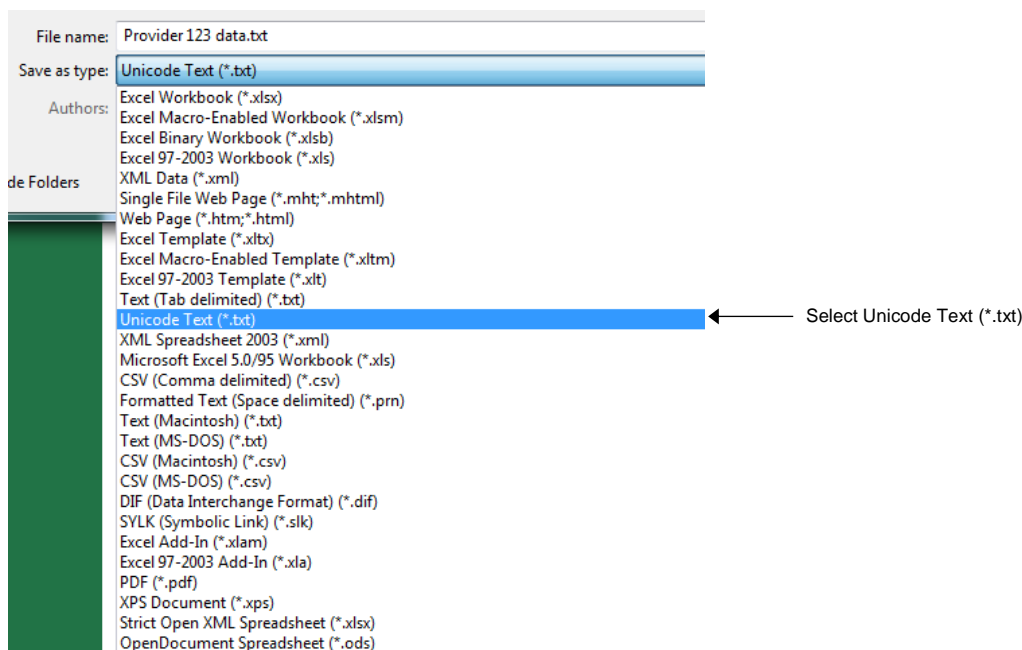 File name: Provider 123 data.txt
Save as type: Unicode Text (*.txt)
Authors:
Excel Workbook (*.xlsx)
Excel Macro-Enabled Workbook (*.xlsm)
Excel Binary Workbook (*.xlsb)
Excel 97-2003 Workbook (*.xls)
de Folders
XML Data (*.xml)
Single File Web Page (*.mht;*.mhtml)
Web Page (*.htm;*.html)
Excel Template (*.xltx)
Excel Macro-Enabled Template (*.xltm)
Excel 97-2003 Template (*.xlt)
Text (Tab delimited) (*.txt)
Unicode Text (*.txt)
Select Unicode Text (*.txt)
XML Spreadsheet 2003 (*.xml)
Microsoft Excel 5.0/95 Workbook (*.xls)
CSV (Comma delimited) (*.csv)
Formatted Text (Space delimited) (*.prn)
Text (Macintosh) (*.txt)
Text (MS-DOS) (*.txt)
CSV (Macintosh) (*.csv)
CSV (MS-DOS) (*.csv)
DIF (Data Interchange Format) (*.dif)
SYLK (Symbolic Link) (*.slk)
Excel Add-In (*.xlam)
Excel 97-2003 Add-In (*.xla)
PDF (*.pdf)
XPS Document (*.xps)
Strict Open XML Spreadsheet (*.xlsx)
OpenDocument Spreadsheet (*.ods)